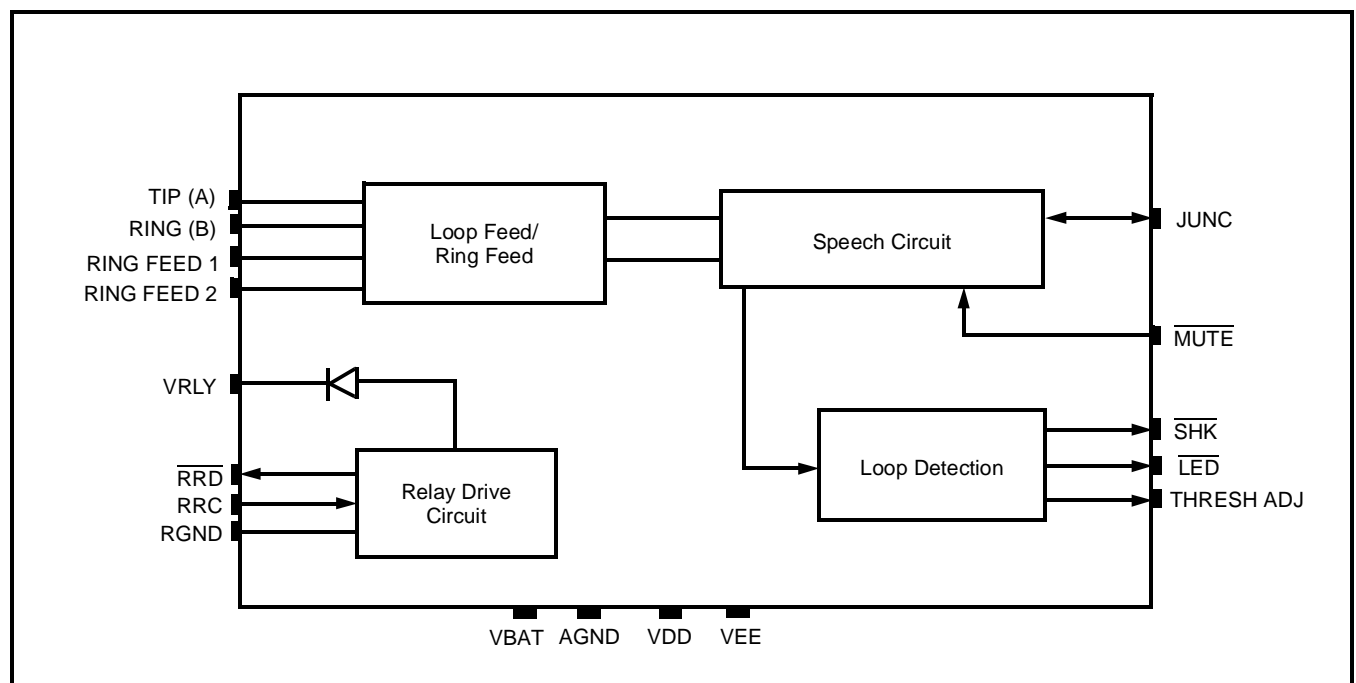 TIP (A)
RING (B)
RING FEED 1
RING FEED 2
Loop Feed/
Ring Feed
Speech Circuit
JUNC
MUTE
VRLY
RRD
RRC
RGND
Relay Drive
Circuit
Loop Detection
SHK
LED
THRESH ADJ
VBAT AGND VDD VEE